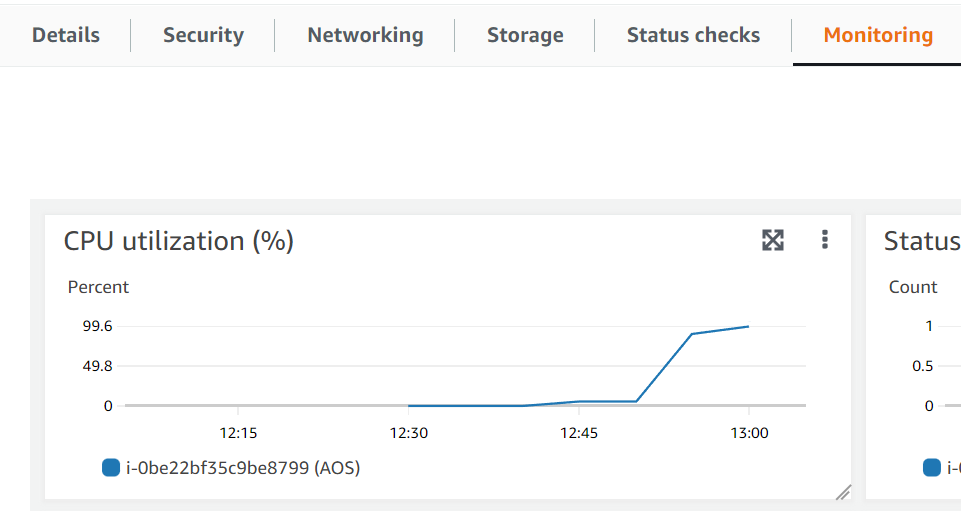 Details Security Networking Storage Status checks Monitoring
CPU utilization (%)
Percent
99.6
49.8
0
12:15 12:30 12:45 13:00
i-0be22bf35c9be8799 (AOS)
Status
Count
1
0.5
0
i-